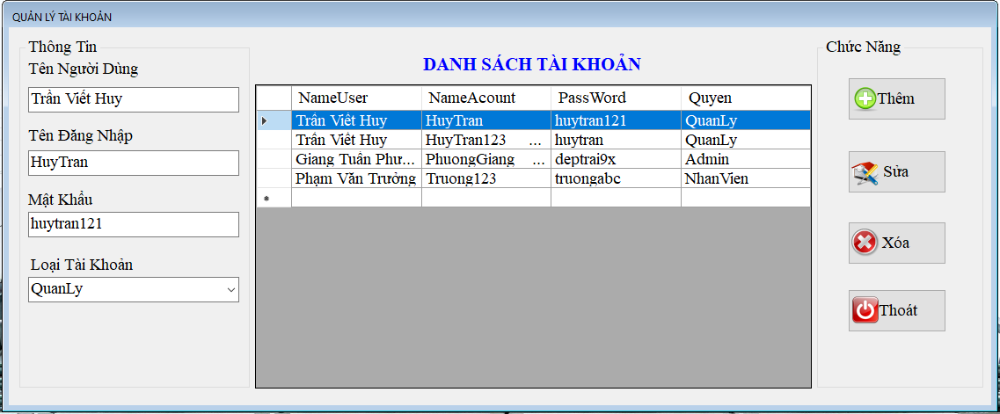 QUẢN LÝ TÀI KHOẢN
Thông Tin
Tên Người Dùng
Trần Viết Huy
Tên Đăng Nhập
HuyTran
Mật Khẩu
huytran121
Loại Tài Khoản
QuanLy
DANH SÁCH TÀI KHOẢN
NameUser NameAcount PassWord Quyen
Trần Viết Huy HuyTran huytran121 QuanLy
Trần Viết Huy HuyTran123 ... huytran QuanLy
Giang Tuấn Phư... PhuongGiang ... deptrai9x Admin
Phạm Văn Trưởng Truong123 truongabc NhanVien
Chức Năng
Thêm
Sửa
Xóa
Thoát